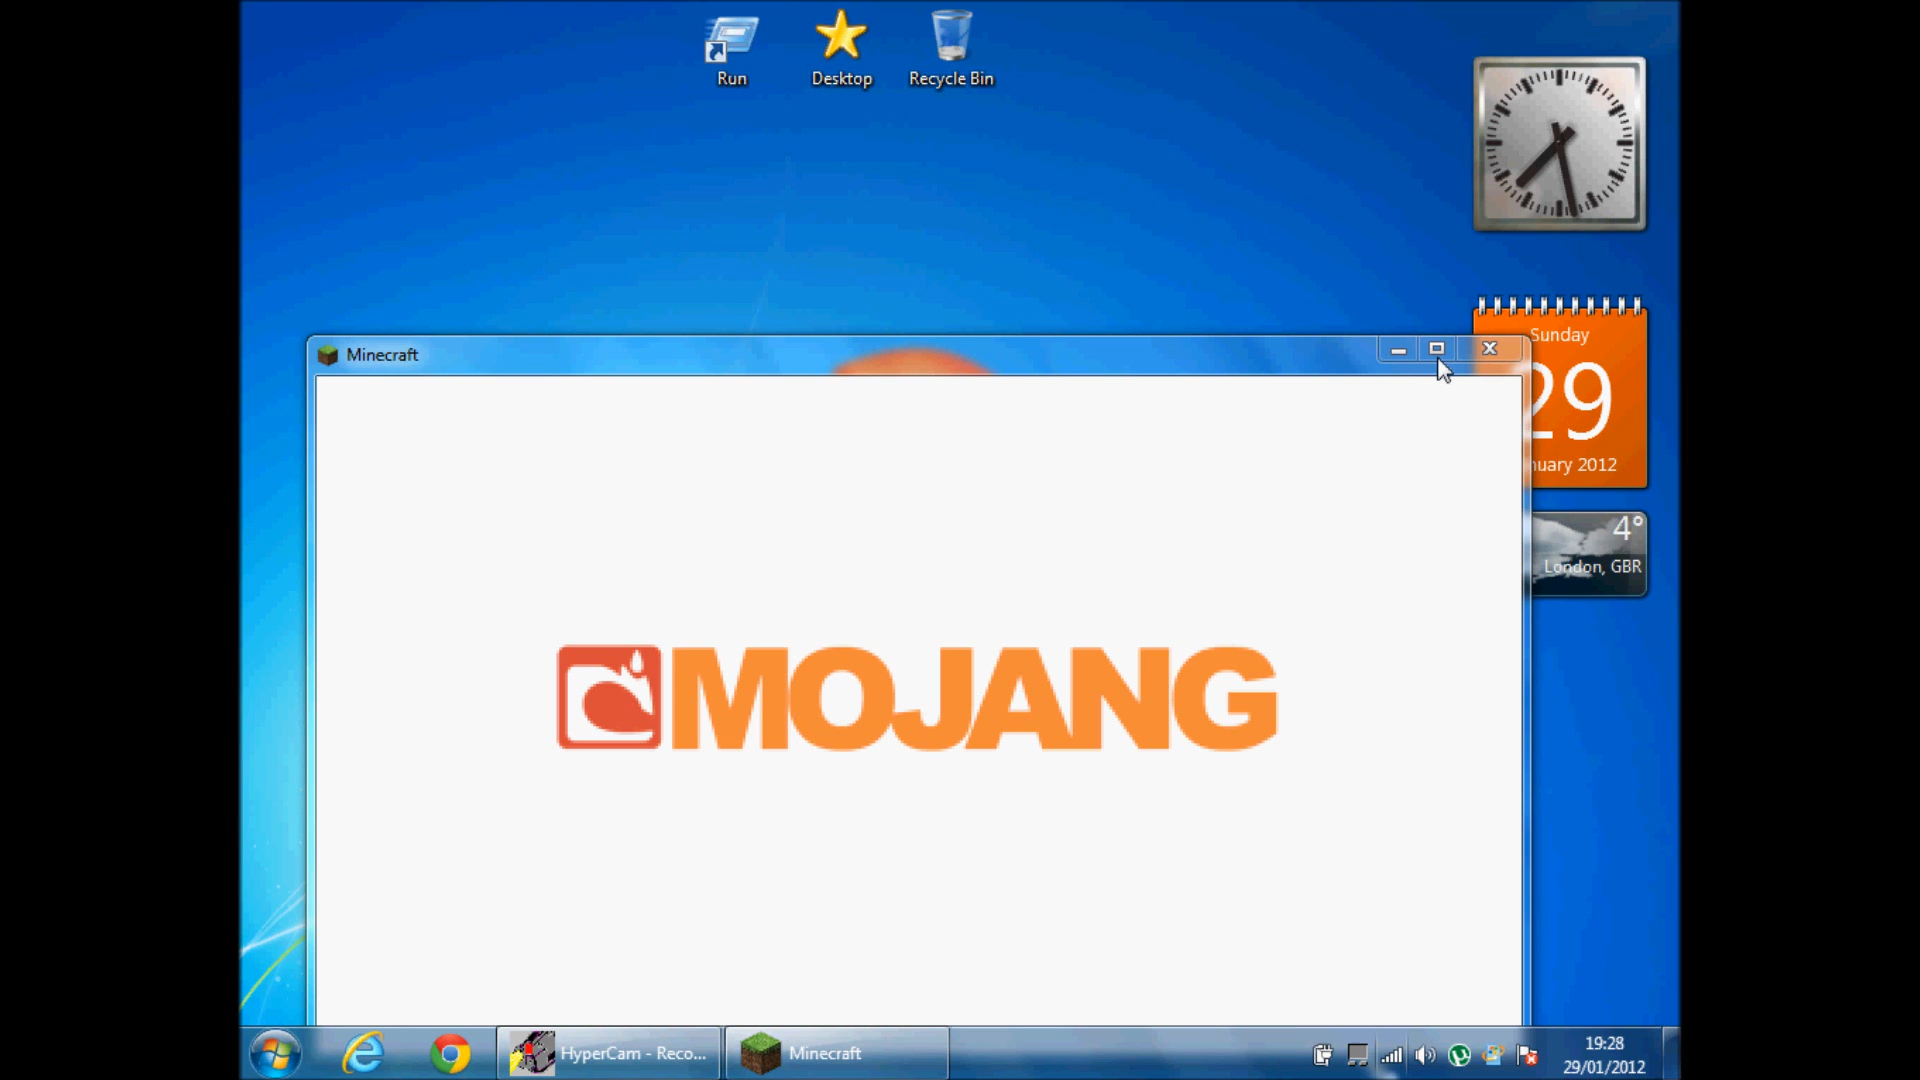 Run
Desktop
Recycle Bin
Minecraft
Sunday
29
nuary 2012
4°
London, GBR
MOJANG
HyperCam - Reco...
Minecraft
19:28
29/01/2012